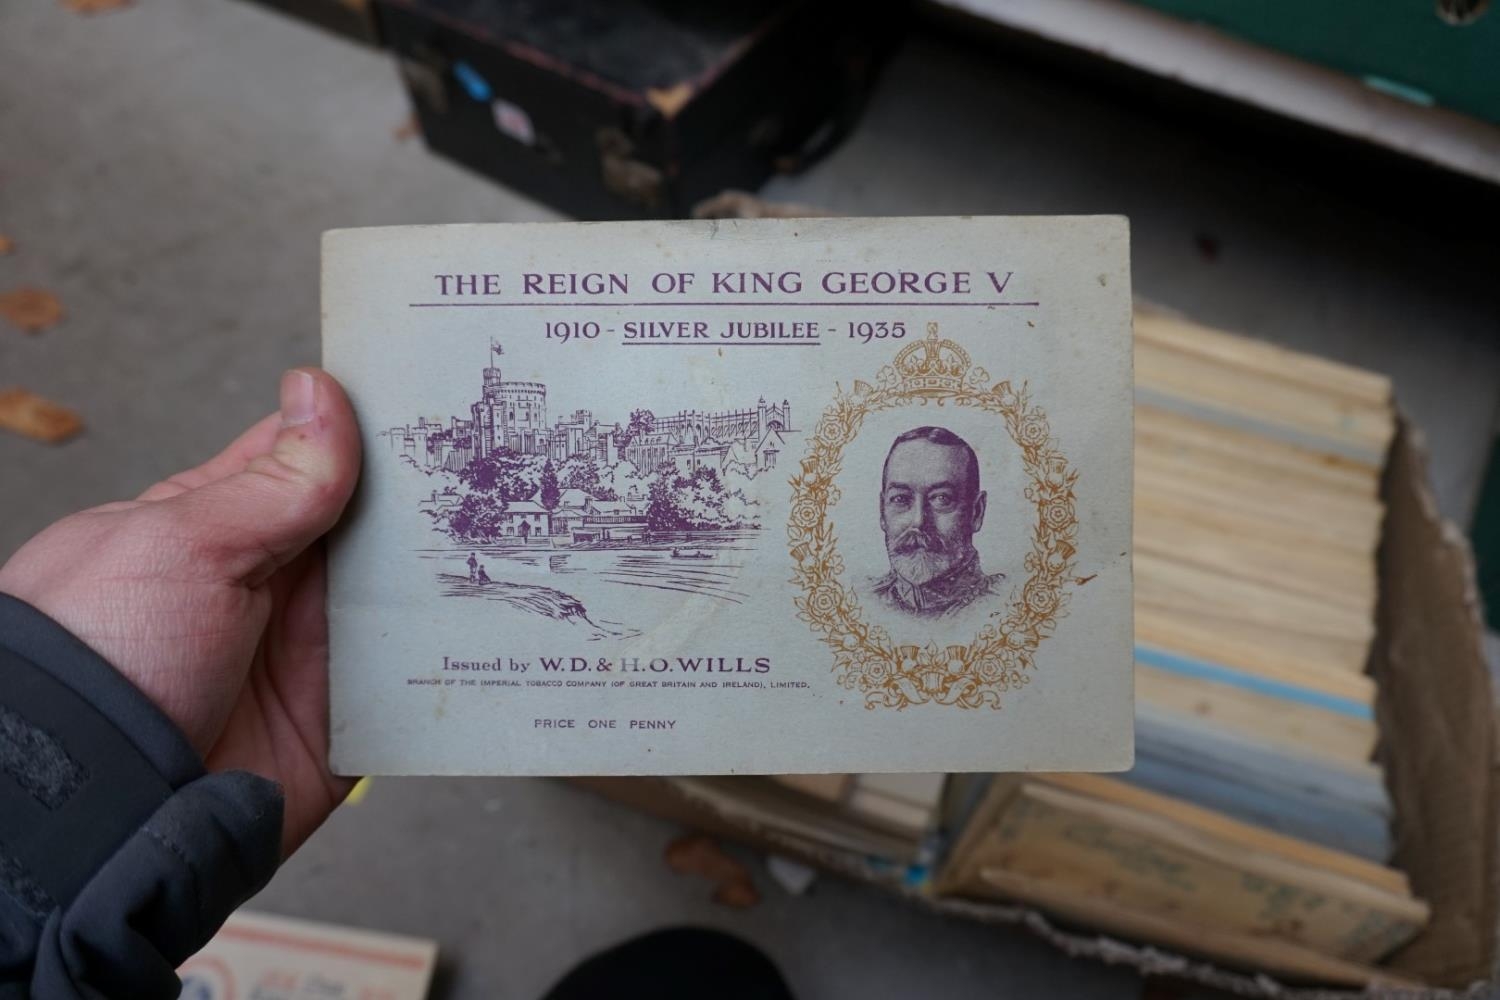 THE REIGN OF KING GEORGE V
1910 - SILVER JUBILEE - 1935
Issued by W.D. & H.O. WILLS
BRANCH OF THE IMPERIAL TOBACCO COMPANY (OF GREAT BRITAIN AND IRELAND), LIMITED.
PRICE ONE PENNY